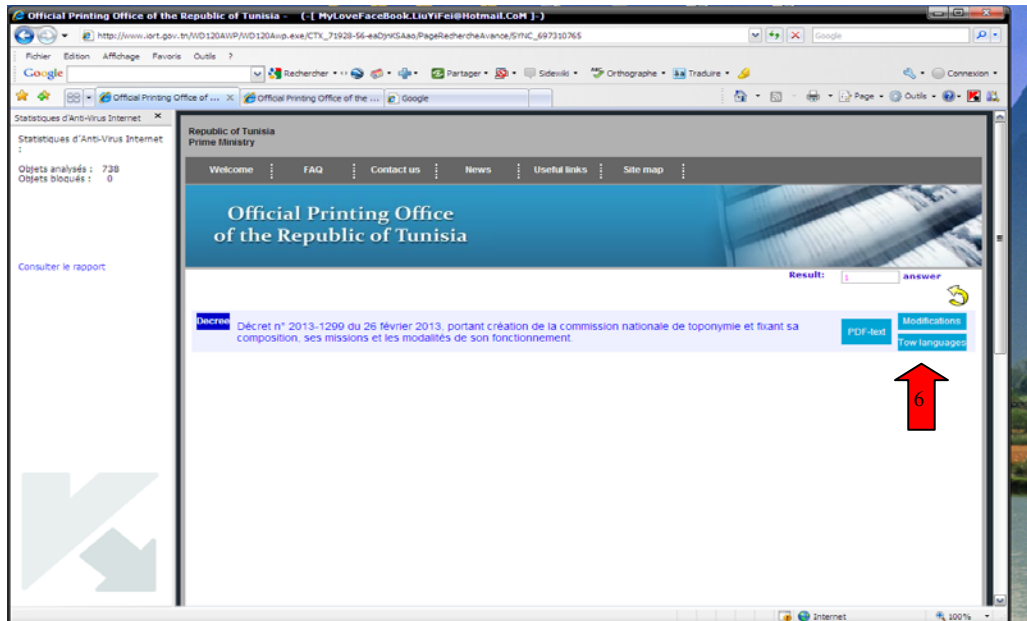 Official Printing Office of the Republic of Tunisia - (-[ MyLoveFaceBook.LiuYiFei@Hotmail.CoM ]-)
http://www.iort.gov.tn/WD120AWP/WD120Awp.exe/CTX_71928-56-eaDjnKSAao/PageRechercheAvance/SYNC_697310765
Google
Fichier Edition Affichage Favoris Outils ?
Google Rechercher Partager Sidewiki Orthographe Traduire Connexion
Official Printing Office of ... Official Printing Office of the ... Google Page Outils
Statistiques d'Anti-Virus Internet
Statistiques d'Anti-Virus Internet
:
Objets analysés : 738
Objets bloqués : 0
Consulter le rapport
Republic of Tunisia
Prime Ministry
Welcome FAQ Contact us News Useful links Site map
Official Printing Office
of the Republic of Tunisia
Result: 1 answer
Decree Décret n° 2013-1299 du 26 février 2013, portant création de la commission nationale de toponymie et fixant sa
composition, ses missions et les modalités de son fonctionnement.
PDF-text
Modifications
Tow languages
6
Internet 100%